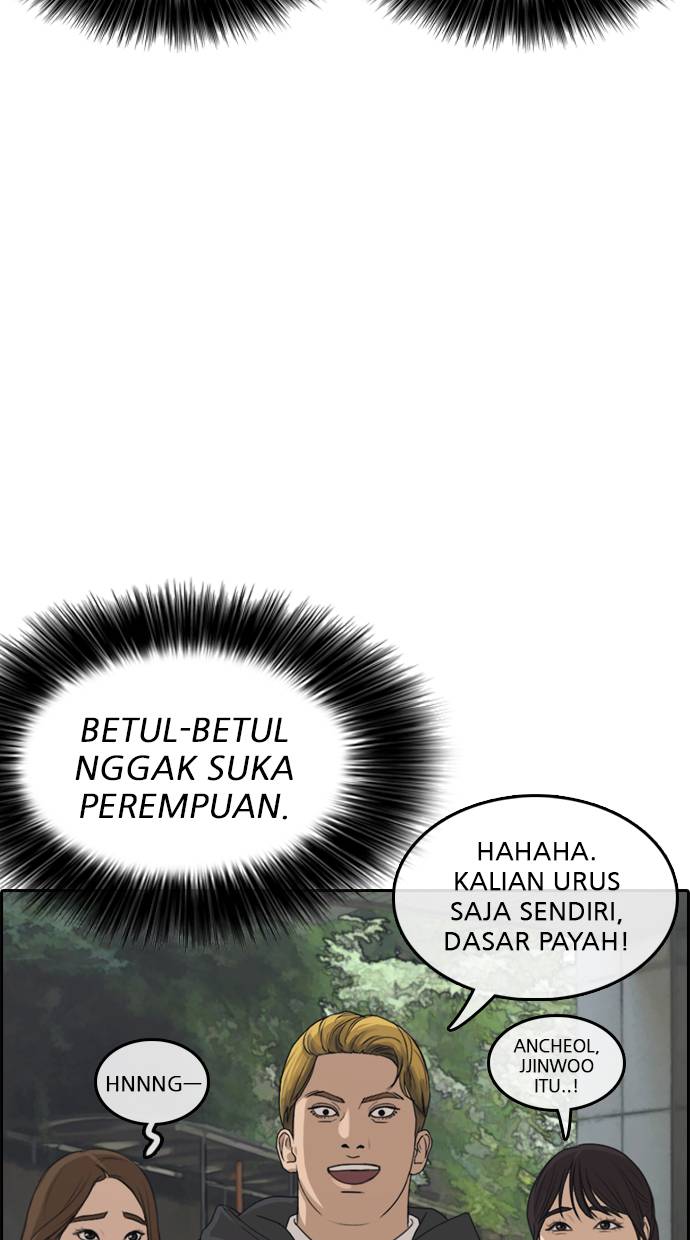 BETUL-BETUL
NGGAK SUKA
PEREMPUAN.
HAHAHA.
KALIAN URUS
SAJA SENDIRI,
DASAR PAYAH!
ANCHEOL,
JJINWOO
ITU..!
HNNNG—